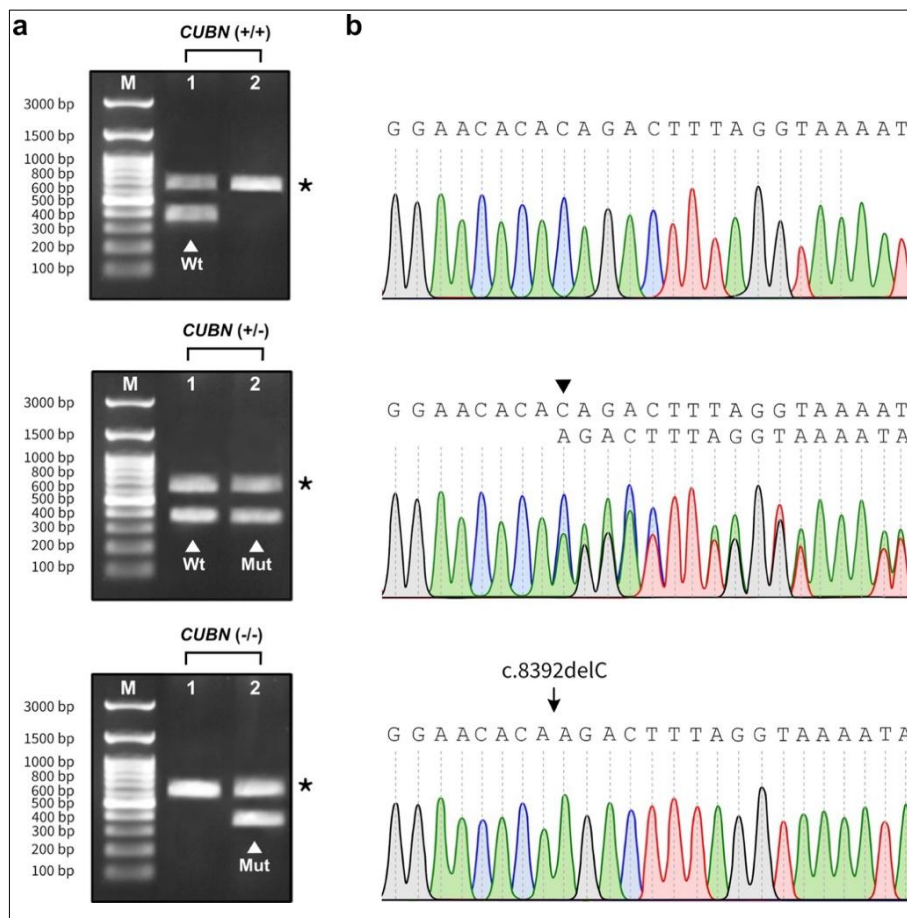 a
CUBN (+/+)
M 1 2
3000 bp
1500 bp
1000 bp
800 bp
600 bp
500 bp
400 bp
300 bp
200 bp
100 bp
*
Wt
CUBN (+/-)
M 1 2
3000 bp
1500 bp
1000 bp
800 bp
600 bp
500 bp
400 bp
300 bp
200 bp
100 bp
*
Wt Mut
CUBN (-/-)
M 1 2
3000 bp
1500 bp
1000 bp
800 bp
600 bp
500 bp
400 bp
300 bp
200 bp
100 bp
*
Mut
b
G G A A C A C A C A G A C T T T A G G T A A A A T
G G A A C A C A C A G A C T T T A G G T A A A A T
A G A C T T T A G G T A A A A T A
c.8392delC
G G A A C A C A A G A C T T T A G G T A A A A T A